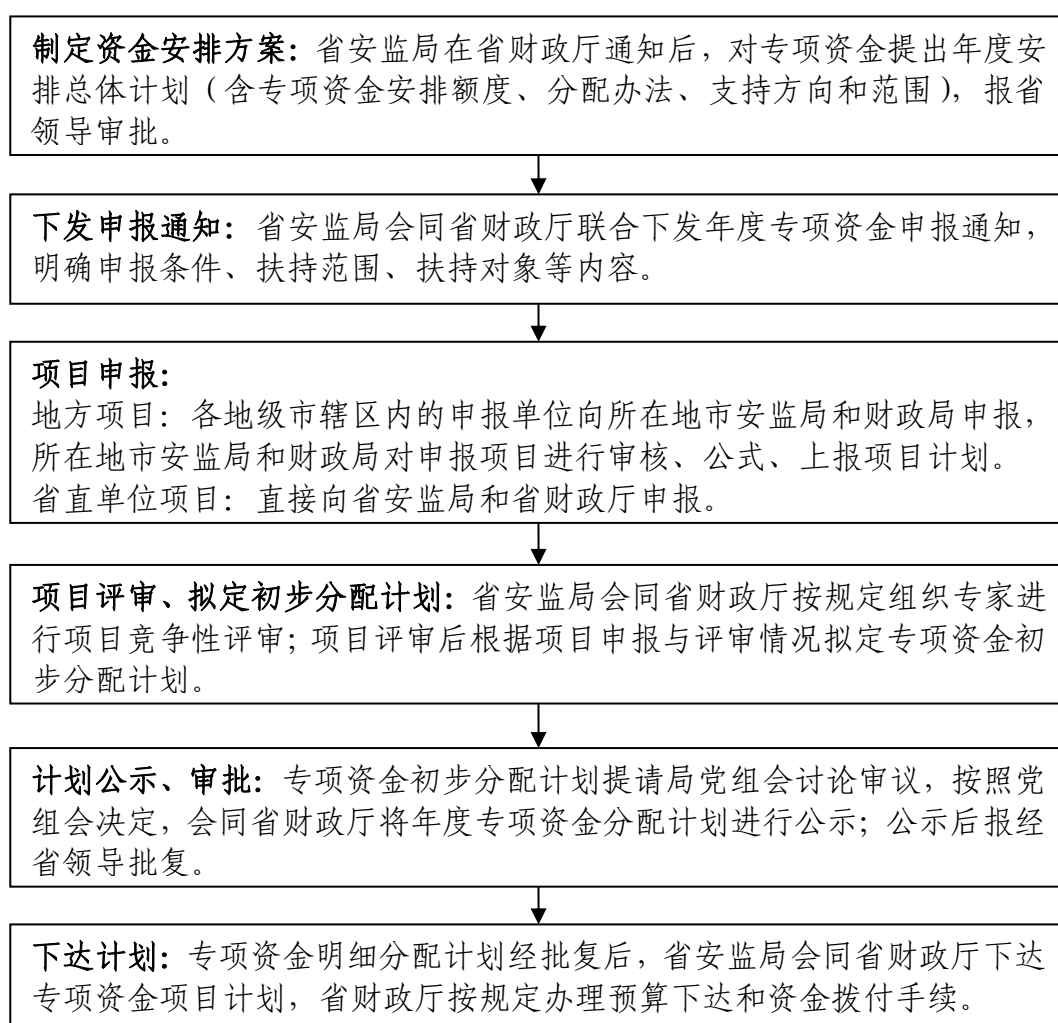 制定资金安排方案：省安监局在省财政厅通知后，对专项资金提出年度安
排总体计划（含专项资金安排额度、分配办法、支持方向和范围），报省
领导审批。
下发申报通知：省安监局会同省财政厅联合下发年度专项资金申报通知，
明确申报条件、扶持范围、扶持对象等内容。
项目申报：
地方项目：各地级市辖区内的申报单位向所在地市安监局和财政局申报，
所在地市安监局和财政局对申报项目进行审核、公式、上报项目计划。
省直单位项目：直接向省安监局和省财政厅申报。
项目评审、拟定初步分配计划：省安监局会同省财政厅按规定组织专家进
行项目竞争性评审；项目评审后根据项目申报与评审情况拟定专项资金初
步分配计划。
计划公示、审批：专项资金初步分配计划提请局党组会讨论审议，按照党
组会决定，会同省财政厅将年度专项资金分配计划进行公示；公示后报经
省领导批复。
下达计划：专项资金明细分配计划经批复后，省安监局会同省财政厅下达
专项资金项目计划，省财政厅按规定办理预算下达和资金拨付手续。